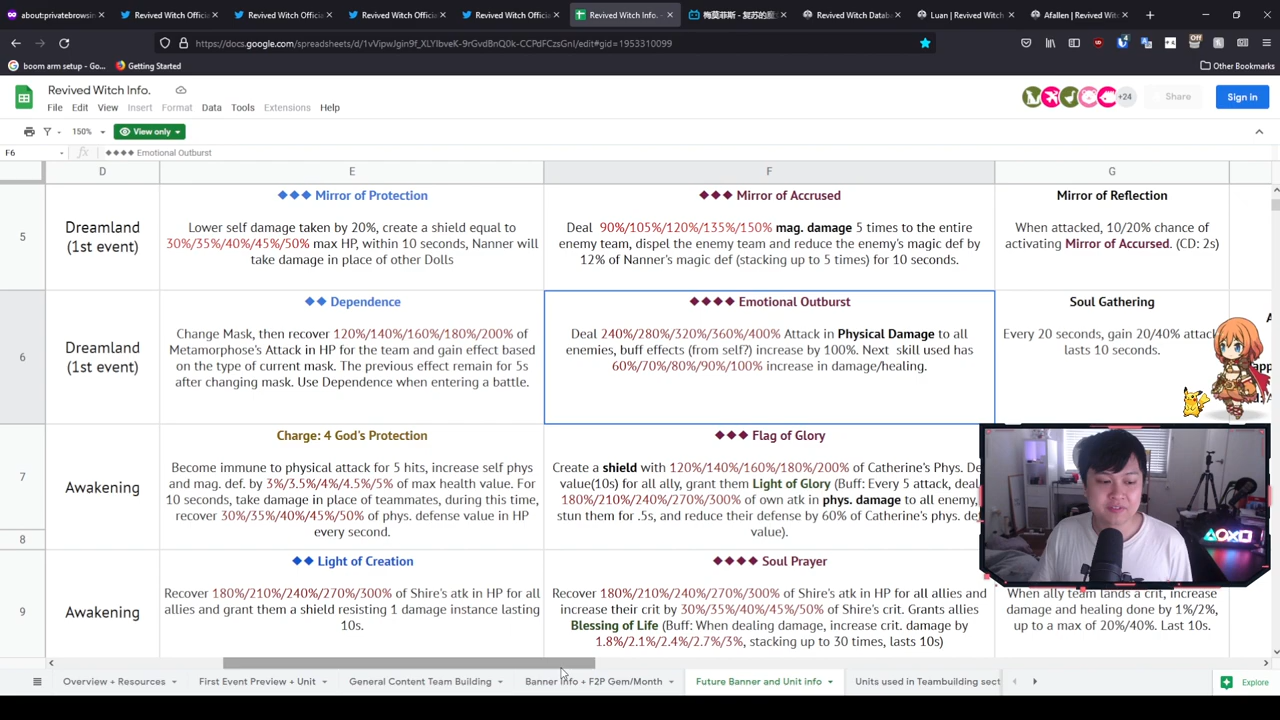 about:privatebrowsin
Revived Witch Offici
Revived Witch Officia
Revived Witch Officia
Revived Witch Offici
Revived Witch Info. -
Revived Witch Datab
Luan | Revived Witch
Afallen | Revived Wit
https://docs.google.com/spreadsheets/d/1vVipwJgin9f_XLYIbveK-9rGvdBnQ0k-CCPdFCzsGnI/edit#gid=1953310099
Off
boom arm setup - Go...
Getting Started
Other Bookmarks
Revived Witch Info.
File Edit View Insert Format Data Tools Extensions Help
+24
Share
Sign in
150%
View only
F6
fx
◆◆◆◆ Emotional Outburst
D E F G
5
Dreamland
(1st event)
◆◆◆ Mirror of Protection
Lower self damage taken by 20%, create a shield equal to
30%/35%/40%/45%/50% max HP, within 10 seconds, Nanner will
take damage in place of other Dolls
◆◆◆ Mirror of Accrused
Deal 90%/105%/120%/135%/150% mag. damage 5 times to the entire
enemy team, dispel the enemy team and reduce the enemy's magic def by
12% of Nanner's magic def (stacking up to 5 times) for 10 seconds.
Mirror of Reflection
When attacked, 10/20% chance of
activating Mirror of Accursed. (CD: 2s)
6
Dreamland
(1st event)
◆◆ Dependence
Change Mask, then recover 120%/140%/160%/180%/200% of
Metamorphose's Attack in HP for the team and gain effect based
on the type of current mask. The previous effect remain for 5s
after changing mask. Use Dependence when entering a battle.
◆◆◆◆ Emotional Outburst
Deal 240%/280%/320%/360%/400% Attack in Physical Damage to all
enemies, buff effects (from self?) increase by 100%. Next skill used has
60%/70%/80%/90%/100% increase in damage/healing.
Soul Gathering
Every 20 seconds, gain 20/40% attack
lasts 10 seconds.
7
Awakening
Charge: 4 God's Protection
Become immune to physical attack for 5 hits, increase self phys
and mag. def. by 3%/3.5%/4%/4.5%/5% of max health value. For
10 seconds, take damage in place of teammates, during this time,
recover 30%/35%/40%/45%/50% of phys. defense value in HP
every second.
◆◆◆ Flag of Glory
Create a shield with 120%/140%/160%/180%/200% of Catherine's Phys. De
value(10s) for all ally, grant them Light of Glory (Buff: Every 5 attack, deal
180%/210%/240%/270%/300% of own atk in phys. damage to all enemy,
stun them for .5s, and reduce their defense by 60% of Catherine's phys. de
value).
8
9
Awakening
◆◆ Light of Creation
Recover 180%/210%/240%/270%/300% of Shire's atk in HP for all
allies and grant them a shield resisting 1 damage instance lasting
10s.
◆◆◆◆ Soul Prayer
Recover 180%/210%/240%/270%/300% of Shire's atk in HP for all allies and
increase their crit by 30%/35%/40%/45%/50% of Shire's crit. Grants allies
Blessing of Life (Buff: When dealing damage, increase crit. damage by
1.8%/2.1%/2.4%/2.7%/3%, stacking up to 30 times, lasts 10s)
When ally team lands a crit, increase
damage and healing done by 1%/2%,
up to a max of 20%/40%. Last 10s.
Overview + Resources
First Event Preview + Unit
General Content Team Building
Banner Info + F2P Gem/Month
Future Banner and Unit info
Units used in Teambuilding sect
Explore